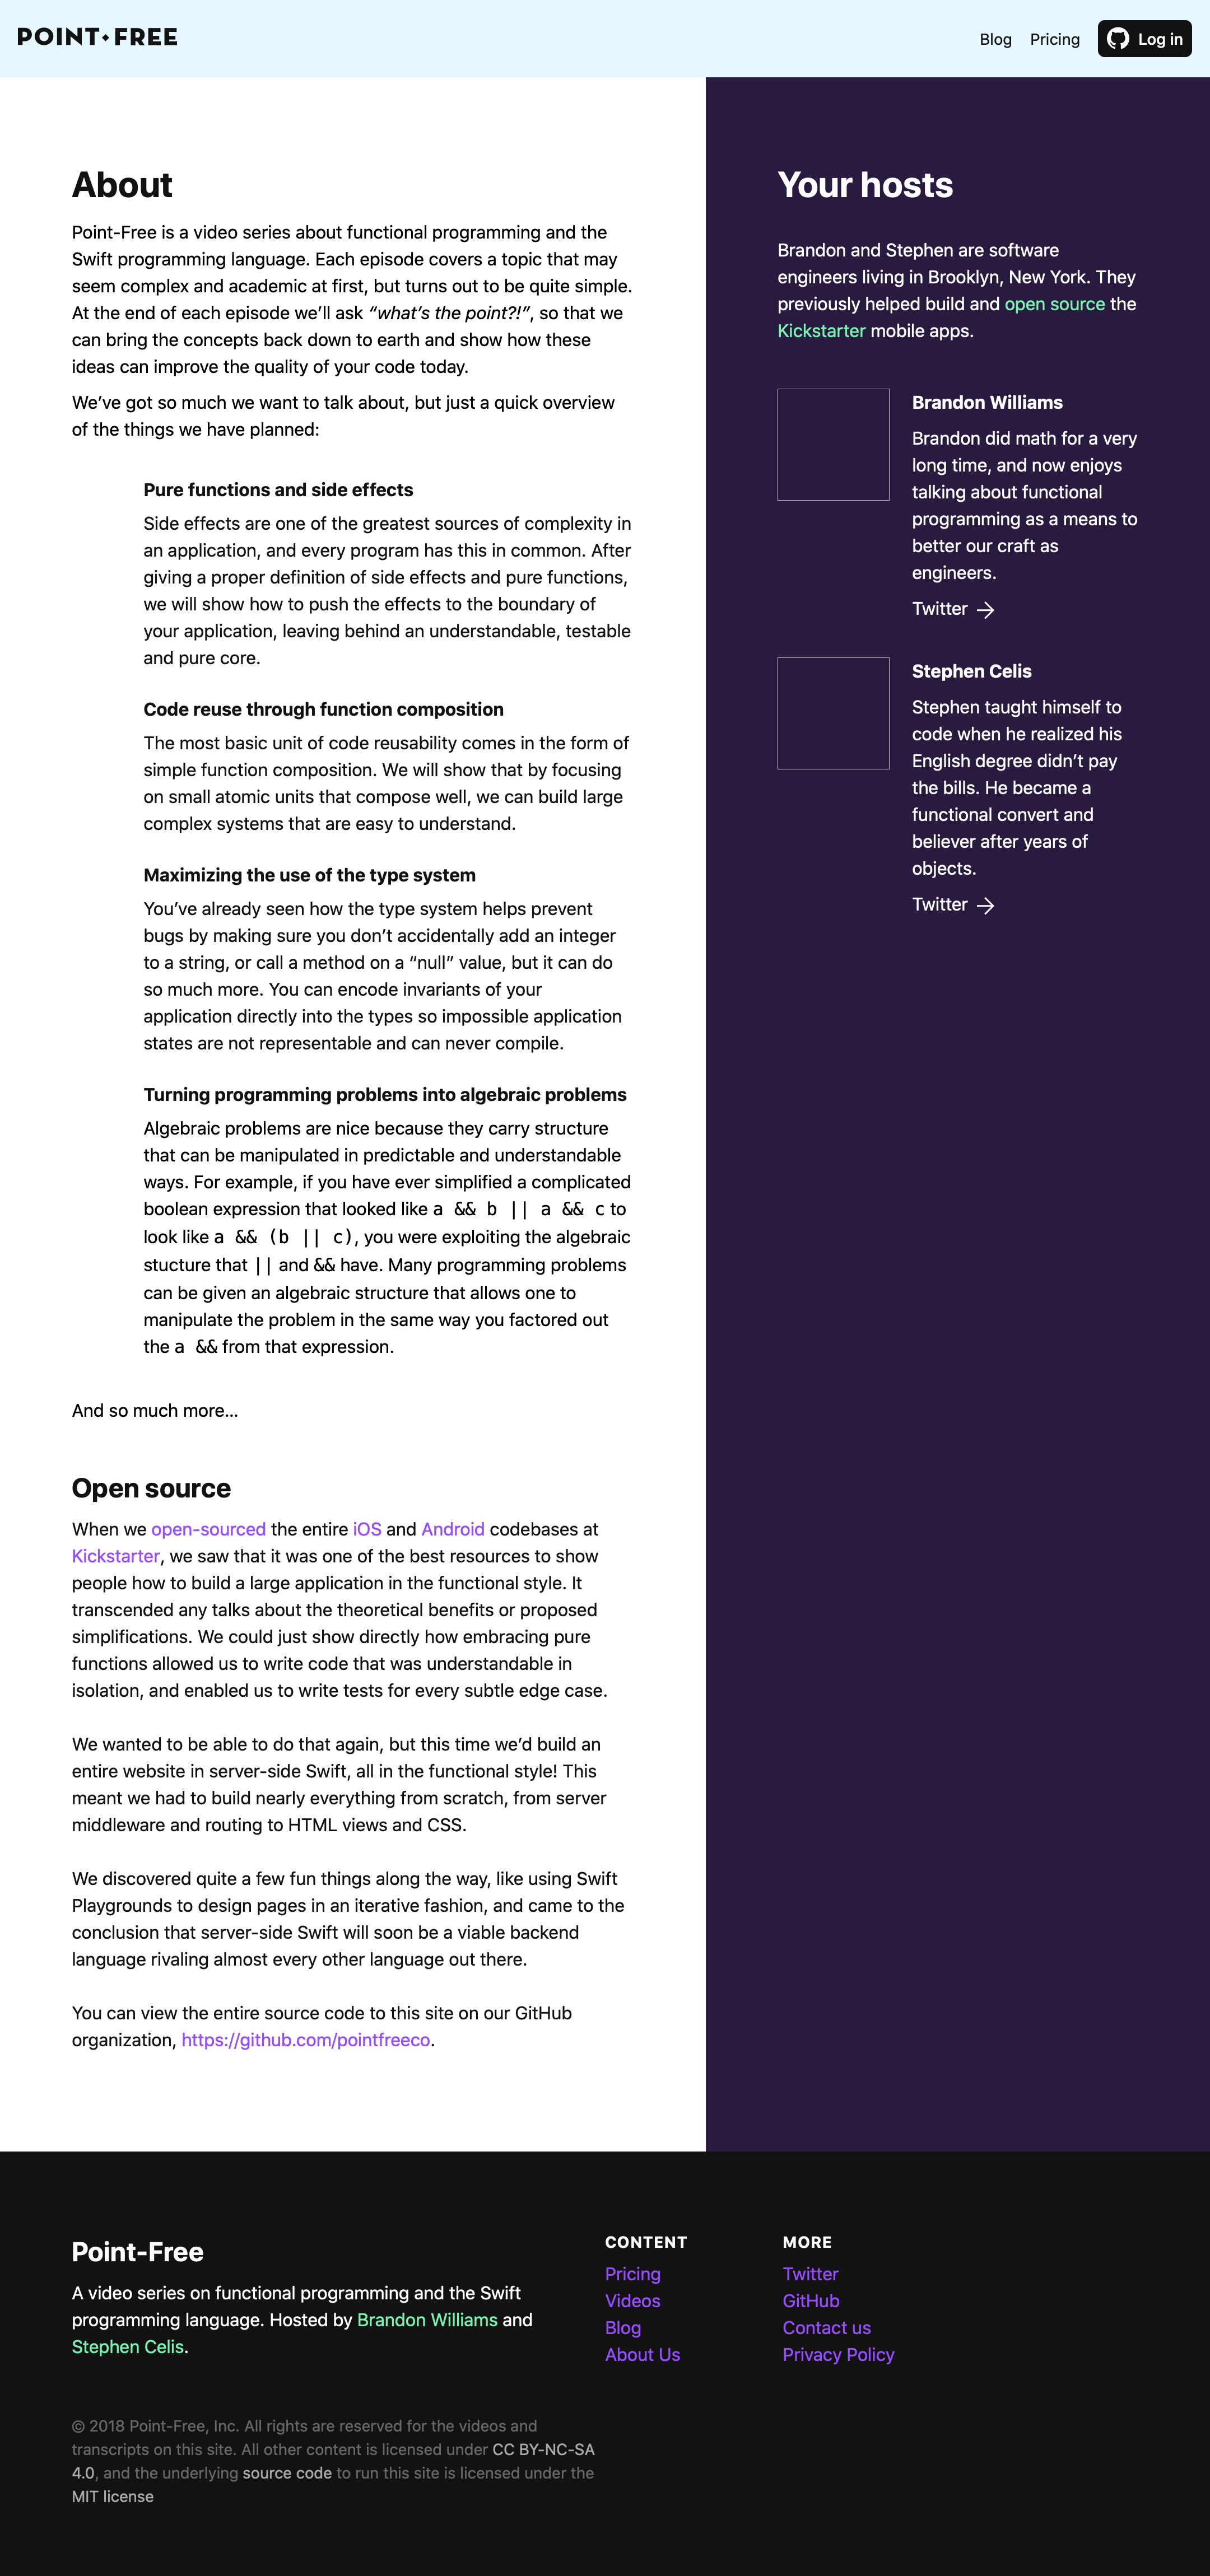 POINT•FREE
Blog
Pricing
Log in
About
Point-Free is a video series about functional programming and the
Swift programming language. Each episode covers a topic that may
seem complex and academic at first, but turns out to be quite simple.
At the end of each episode we’ll ask “what’s the point?!”, so that we
can bring the concepts back down to earth and show how these
ideas can improve the quality of your code today.
We’ve got so much we want to talk about, but just a quick overview
of the things we have planned:
Pure functions and side effects
Side effects are one of the greatest sources of complexity in
an application, and every program has this in common. After
giving a proper definition of side effects and pure functions,
we will show how to push the effects to the boundary of
your application, leaving behind an understandable, testable
and pure core.
Code reuse through function composition
The most basic unit of code reusability comes in the form of
simple function composition. We will show that by focusing
on small atomic units that compose well, we can build large
complex systems that are easy to understand.
Maximizing the use of the type system
You’ve already seen how the type system helps prevent
bugs by making sure you don’t accidentally add an integer
to a string, or call a method on a “null” value, but it can do
so much more. You can encode invariants of your
application directly into the types so impossible application
states are not representable and can never compile.
Turning programming problems into algebraic problems
Algebraic problems are nice because they carry structure
that can be manipulated in predictable and understandable
ways. For example, if you have ever simplified a complicated
boolean expression that looked like a && b || a && c to
look like a && (b || c), you were exploiting the algebraic
stucture that || and && have. Many programming problems
can be given an algebraic structure that allows one to
manipulate the problem in the same way you factored out
the a && from that expression.
And so much more…
Open source
When we open-sourced the entire iOS and Android codebases at
Kickstarter, we saw that it was one of the best resources to show
people how to build a large application in the functional style. It
transcended any talks about the theoretical benefits or proposed
simplifications. We could just show directly how embracing pure
functions allowed us to write code that was understandable in
isolation, and enabled us to write tests for every subtle edge case.
We wanted to be able to do that again, but this time we’d build an
entire website in server-side Swift, all in the functional style! This
meant we had to build nearly everything from scratch, from server
middleware and routing to HTML views and CSS.
We discovered quite a few fun things along the way, like using Swift
Playgrounds to design pages in an iterative fashion, and came to the
conclusion that server-side Swift will soon be a viable backend
language rivaling almost every other language out there.
You can view the entire source code to this site on our GitHub
organization, https://github.com/pointfreeco.
Your hosts
Brandon and Stephen are software
engineers living in Brooklyn, New York. They
previously helped build and open source the
Kickstarter mobile apps.
Brandon Williams
Brandon did math for a very
long time, and now enjoys
talking about functional
programming as a means to
better our craft as
engineers.
Twitter →
Stephen Celis
Stephen taught himself to
code when he realized his
English degree didn’t pay
the bills. He became a
functional convert and
believer after years of
objects.
Twitter →
Point-Free
A video series on functional programming and the Swift
programming language. Hosted by Brandon Williams and
Stephen Celis.
CONTENT
Pricing
Videos
Blog
About Us
MORE
Twitter
GitHub
Contact us
Privacy Policy
© 2018 Point-Free, Inc. All rights are reserved for the videos and
transcripts on this site. All other content is licensed under CC BY-NC-SA
4.0, and the underlying source code to run this site is licensed under the
MIT license